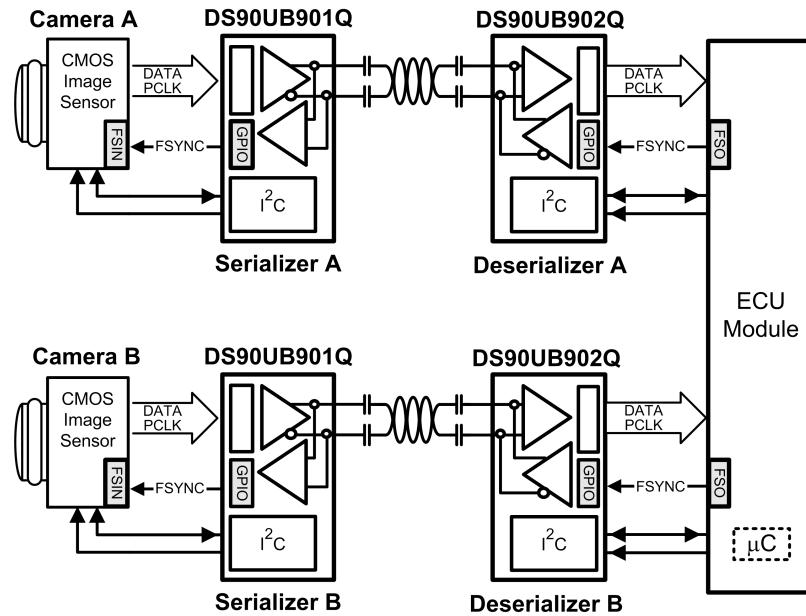 Camera A
DS90UB901Q
DS90UB902Q
CMOS
Image
Sensor
DATA
PCLK
DATA
PCLK
FSIN
FSYNC
GPIO
GPIO
FSYNC
FSO
I²C
I²C
Serializer A
Deserializer A
ECU
Module
Camera B
DS90UB901Q
DS90UB902Q
CMOS
Image
Sensor
DATA
PCLK
DATA
PCLK
FSIN
FSYNC
GPIO
GPIO
FSYNC
FSO
I²C
I²C
μC
Serializer B
Deserializer B